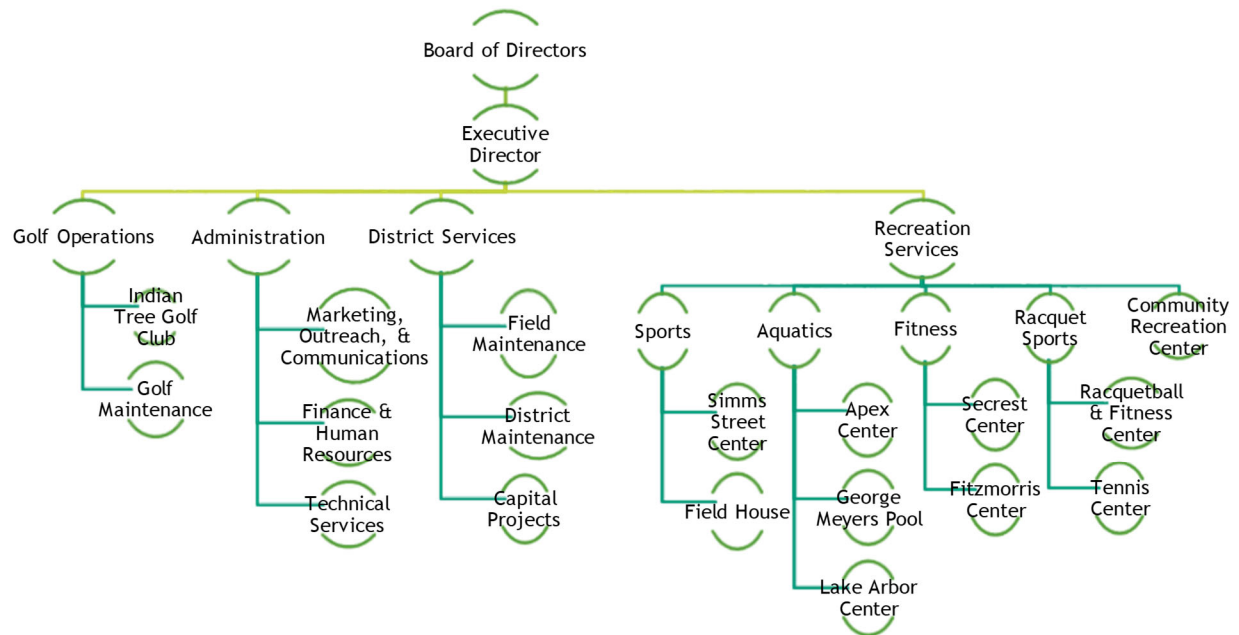 Board of Directors
Executive
Director
Golf Operations
Administration
District Services
Recreation
Services
Indian
Tree Golf
Club
Golf
Maintenance
Marketing,
Outreach, &
Communications
Finance &
Human
Resources
Technical
Services
Field
Maintenance
District
Maintenance
Capital
Projects
Sports
Aquatics
Fitness
Racquet
Sports
Community
Recreation
Center
Simms
Street
Center
Field House
Apex
Center
George
Meyers Pool
Lake Arbor
Center
Secrest
Center
Fitzmorris
Center
Racquetball
& Fitness
Center
Tennis
Center